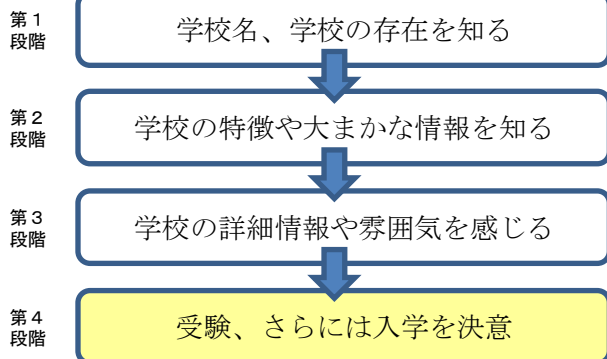 第１
段階
学校名、学校の存在を知る
第２
段階
学校の特徴や大まかな情報を知る
第３
段階
学校の詳細情報や雰囲気を感じる
第４
段階
受験、さらには入学を決意